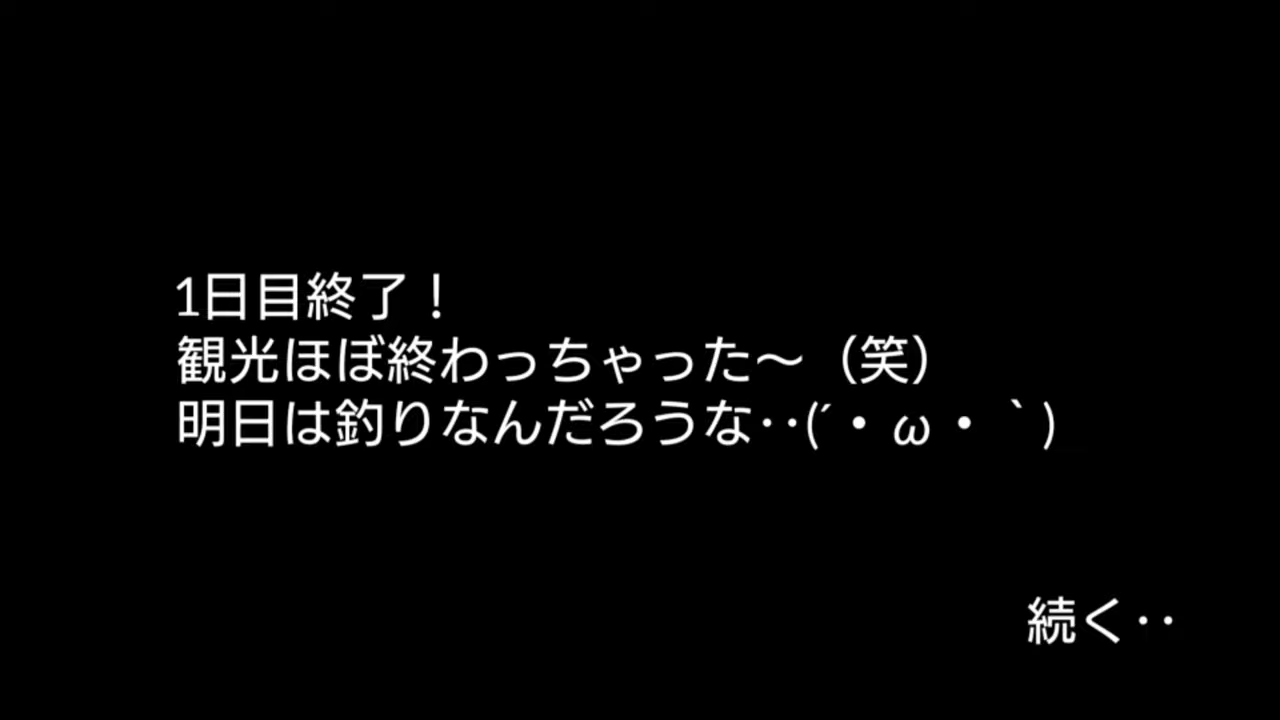 1日目終了！
観光ほぼ終わっちゃった〜（笑）
明日は釣りなんだろうな‥(´・ω・｀)
続く‥